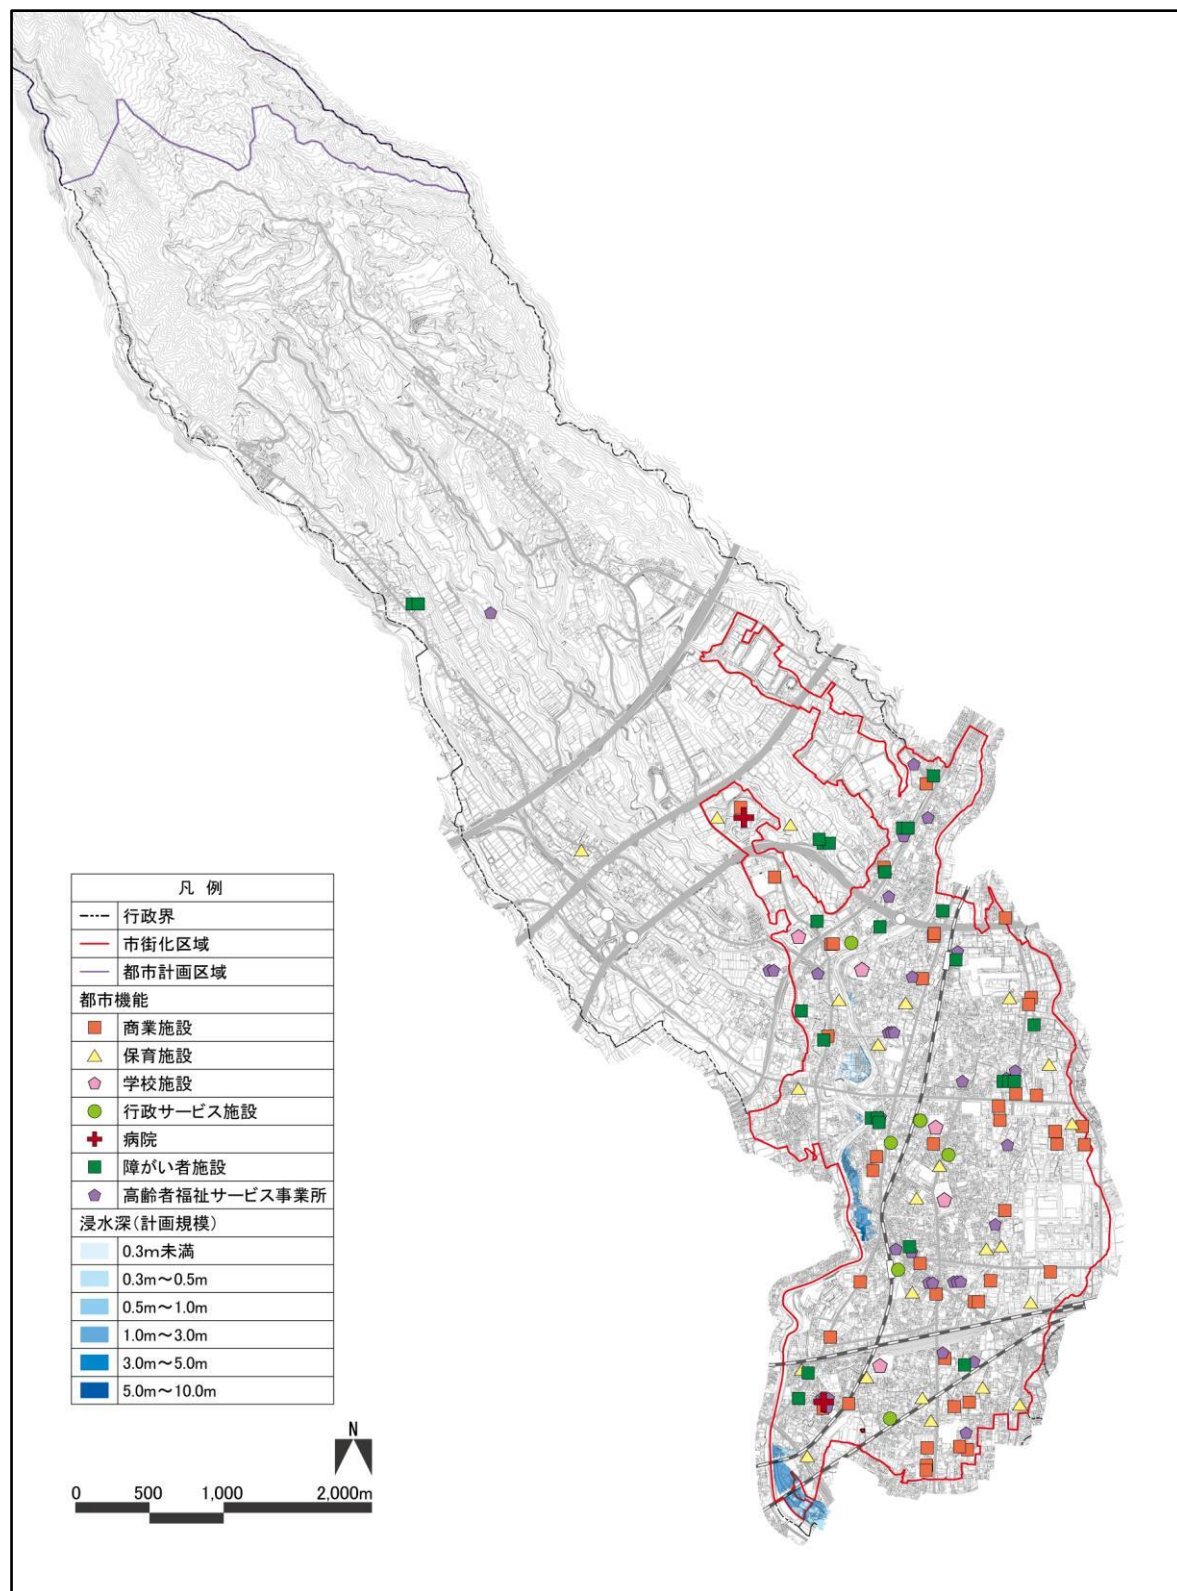 凡 例
行政界
市街化区域
都市計画区域
都市機能
商業施設
保育施設
学校施設
行政サービス施設
病院
障がい者施設
高齢者福祉サービス事業所
浸水深(計画規模)
0.3m未満
0.3m~0.5m
0.5m~1.0m
1.0m~3.0m
3.0m~5.0m
5.0m~10.0m
N
0 500 1,000 2,000m